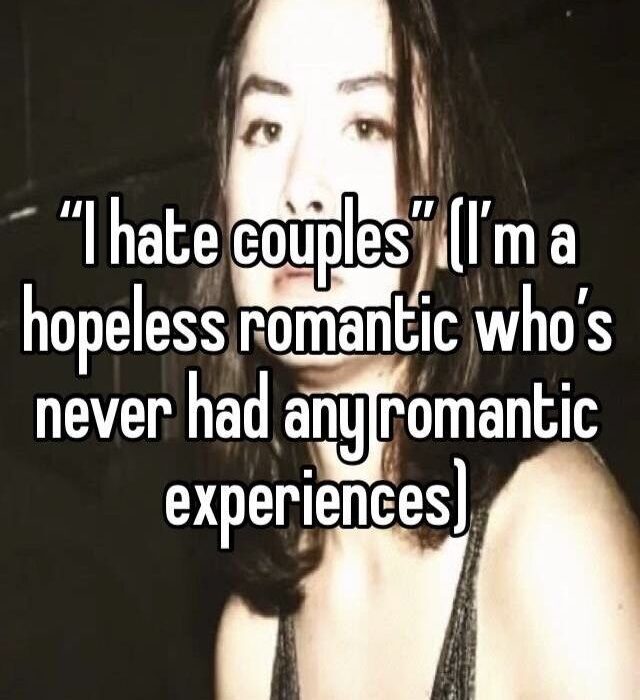 “I hate couples” (I’m a
hopeless romantic who’s
never had any romantic
experiences)